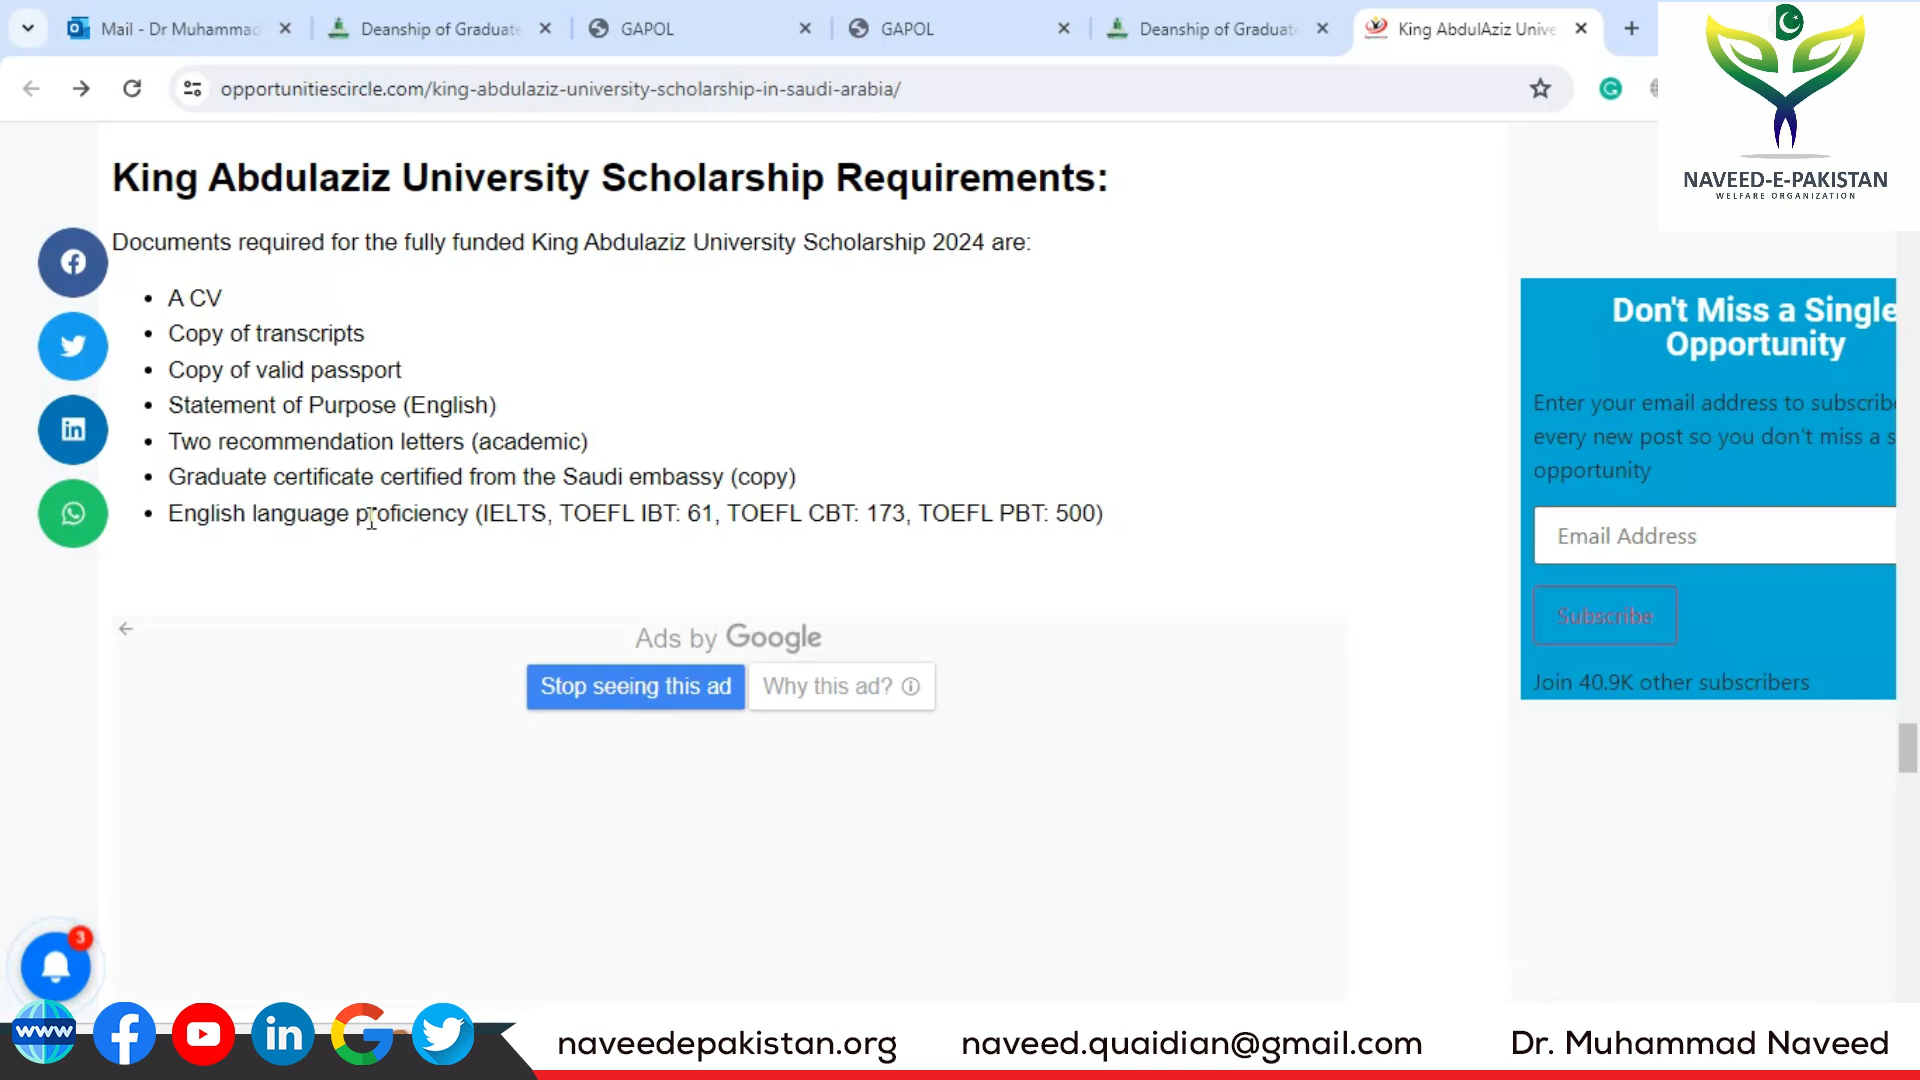 Mail - Dr Muhammad
Deanship of Graduate
GAPOL
GAPOL
Deanship of Graduate
King AbdulAziz Unive
opportunitiescircle.com/king-abdulaziz-university-scholarship-in-saudi-arabia/
NAVEED-E-PAKISTAN
WELFARE ORGANIZATION
King Abdulaziz University Scholarship Requirements:
Documents required for the fully funded King Abdulaziz University Scholarship 2024 are:
• A CV
• Copy of transcripts
• Copy of valid passport
• Statement of Purpose (English)
• Two recommendation letters (academic)
• Graduate certificate certified from the Saudi embassy (copy)
• English language proficiency (IELTS, TOEFL IBT: 61, TOEFL CBT: 173, TOEFL PBT: 500)
Don't Miss a Single
Opportunity
Enter your email address to subscribe
every new post so you don't miss a s
opportunity
Email Address
Subscribe
Join 40.9K other subscribers
Ads by Google
Stop seeing this ad
Why this ad?
3
www
naveedepakistan.org
naveed.quaidian@gmail.com
Dr. Muhammad Naveed